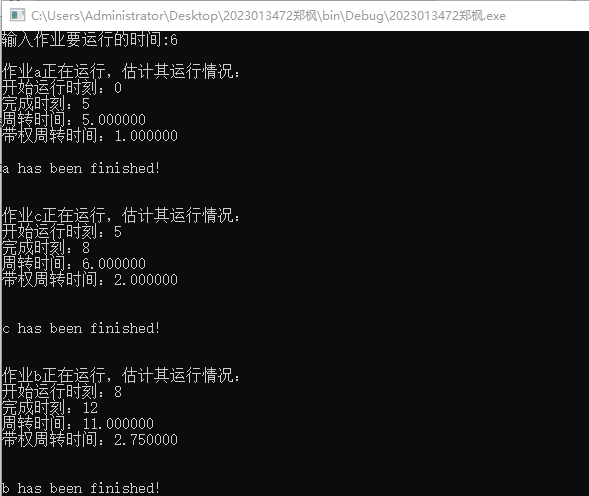 C:\Users\Administrator\Desktop\2023013472郑枫\bin\Debug\2023013472郑枫.exe
输入作业要运行的时间:6
作业a正在运行，估计其运行情况：
开始运行时刻：0
完成时刻：5
周转时间：5.000000
带权周转时间：1.000000
a has been finished!
作业c正在运行，估计其运行情况：
开始运行时刻：5
完成时刻：8
周转时间：6.000000
带权周转时间：2.000000
c has been finished!
作业b正在运行，估计其运行情况：
开始运行时刻：8
完成时刻：12
周转时间：11.000000
带权周转时间：2.750000
b has been finished!